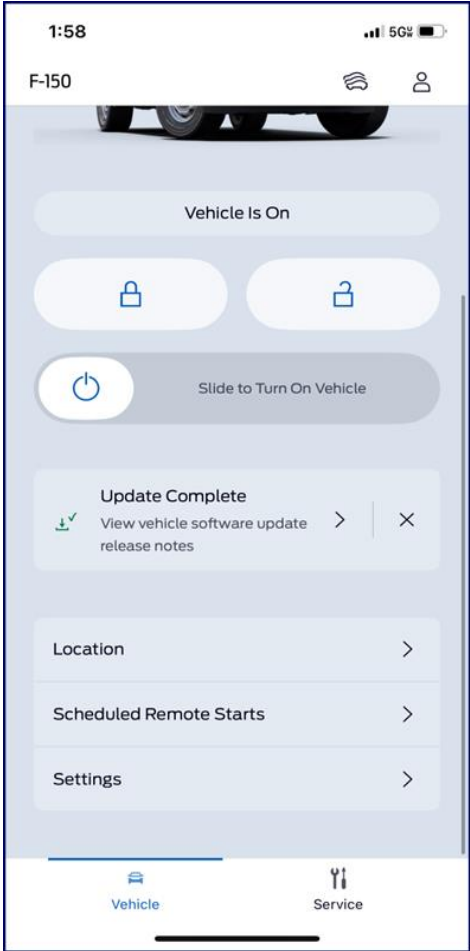 1:58
5GW
F-150
Vehicle Is On
Slide to Turn On Vehicle
Update Complete
View vehicle software update
release notes
Location
Scheduled Remote Starts
Settings
Vehicle
Service